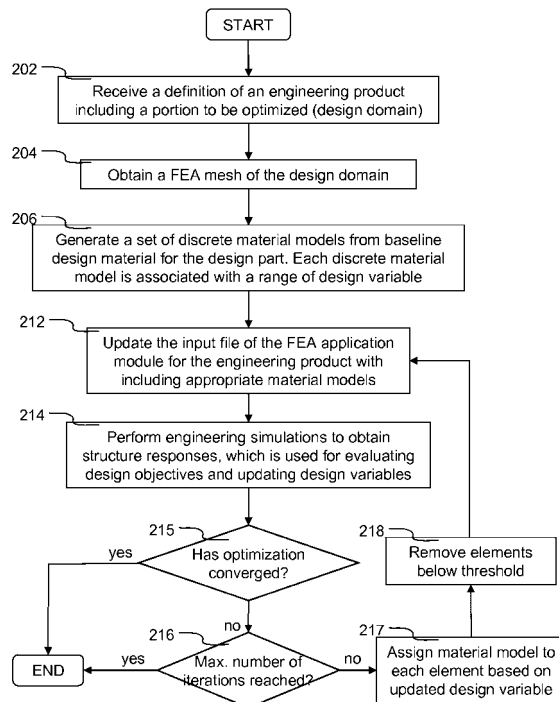 START
202
Receive a definition of an engineering product
including a portion to be optimized (design domain)
204
Obtain a FEA mesh of the design domain
206
Generate a set of discrete material models from baseline
design material for the design part. Each discrete material
model is associated with a range of design variable
212
Update the input file of the FEA application
module for the engineering product with
including appropriate material models
214
Perform engineering simulations to obtain
structure responses, which is used for evaluating
design objectives and updating design variables
215
Has optimization
converged?
yes
no
216
Max. number of
iterations reached?
yes
END
no
217
Assign material model to
each element based on
updated design variable
218
Remove elements
below threshold